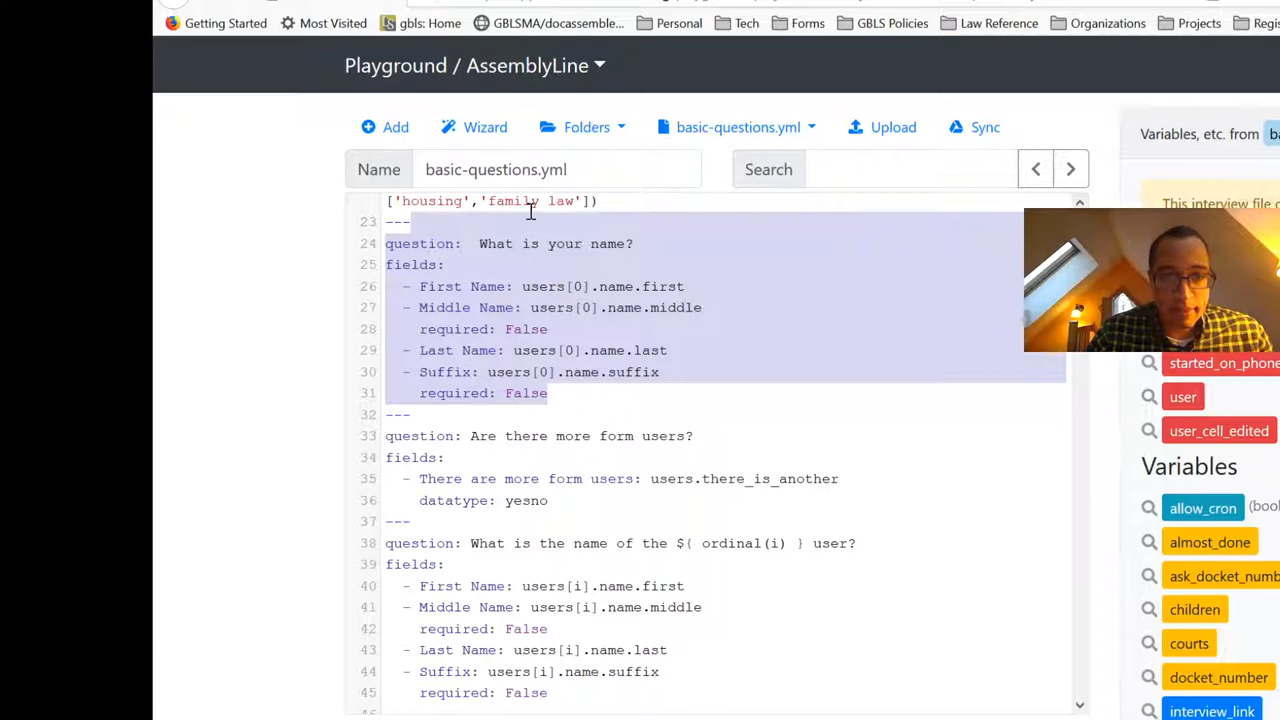 Getting Started Most Visited gbls: Home GBLSMA/docassemble... Personal Tech Forms GBLS Policies Law Reference Organizations Projects Regis
Playground / AssemblyLine
Add Wizard Folders basic-questions.yml Upload Sync
Variables, etc. from ba
Name basic-questions.yml Search
['housing','family law'])
This interview file c
23 ---
24 question:  What is your name?
25 fields:
26   - First Name: users[0].name.first
27   - Middle Name: users[0].name.middle
28     required: False
29   - Last Name: users[0].name.last
30   - Suffix: users[0].name.suffix
31     required: False
32 ---
33 question: Are there more form users?
34 fields:
35   - There are more form users: users.there_is_another
36     datatype: yesno
37 ---
38 question: What is the name of the ${ ordinal(i) } user?
39 fields:
40   - First Name: users[i].name.first
41   - Middle Name: users[i].name.middle
42     required: False
43   - Last Name: users[i].name.last
44   - Suffix: users[i].name.suffix
45     required: False
started_on_phone
user
user_cell_edited
Variables
allow_cron (bool
almost_done
ask_docket_numb
children
courts
docket_number
interview_link